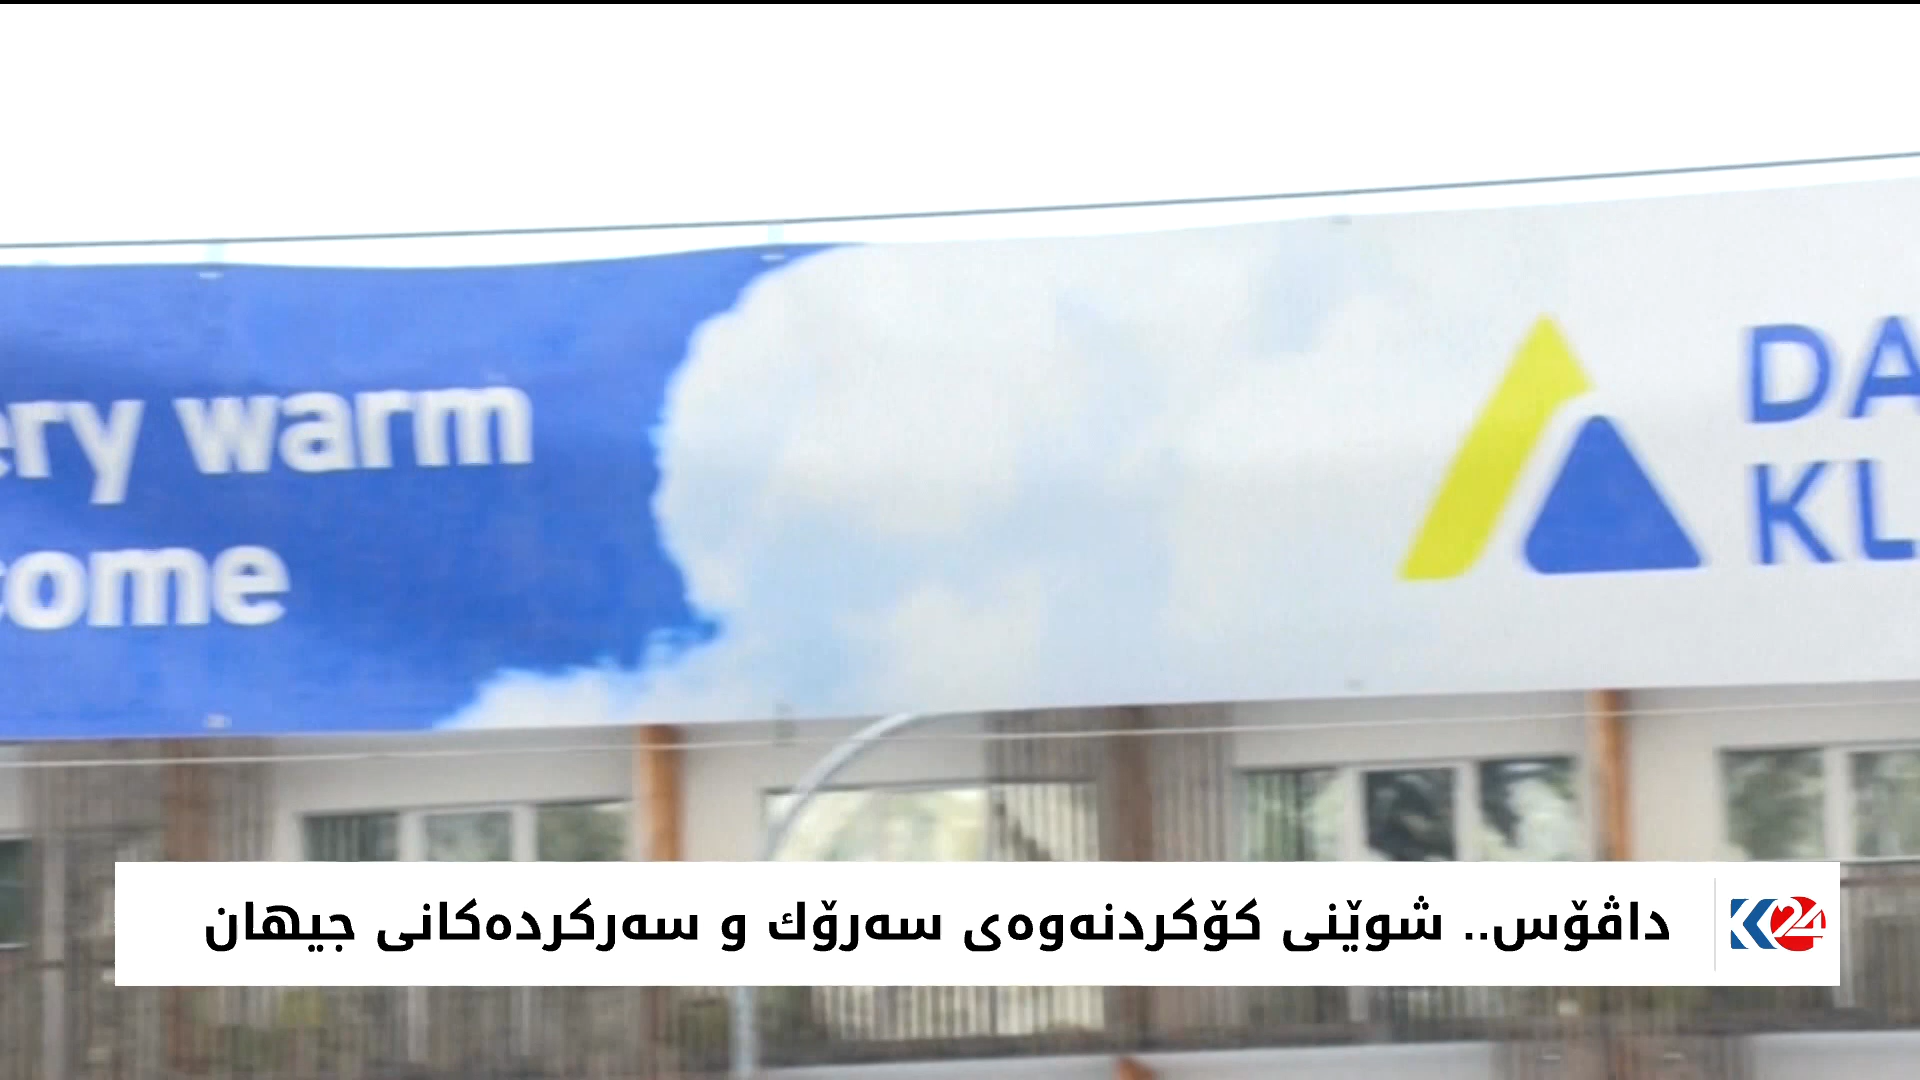 ery warm
come
DA
KL
داڤۆس.. شوێنی کۆکردنەوەی سەرۆك و سەرکردەکانی جیهان
K24